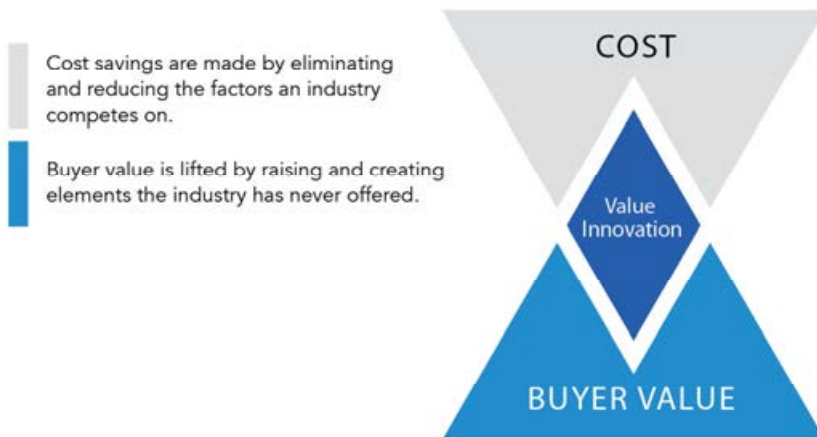 Cost savings are made by eliminating
and reducing the factors an industry
competes on.
Buyer value is lifted by raising and creating
elements the industry has never offered.
COST
Value
Innovation
BUYER VALUE